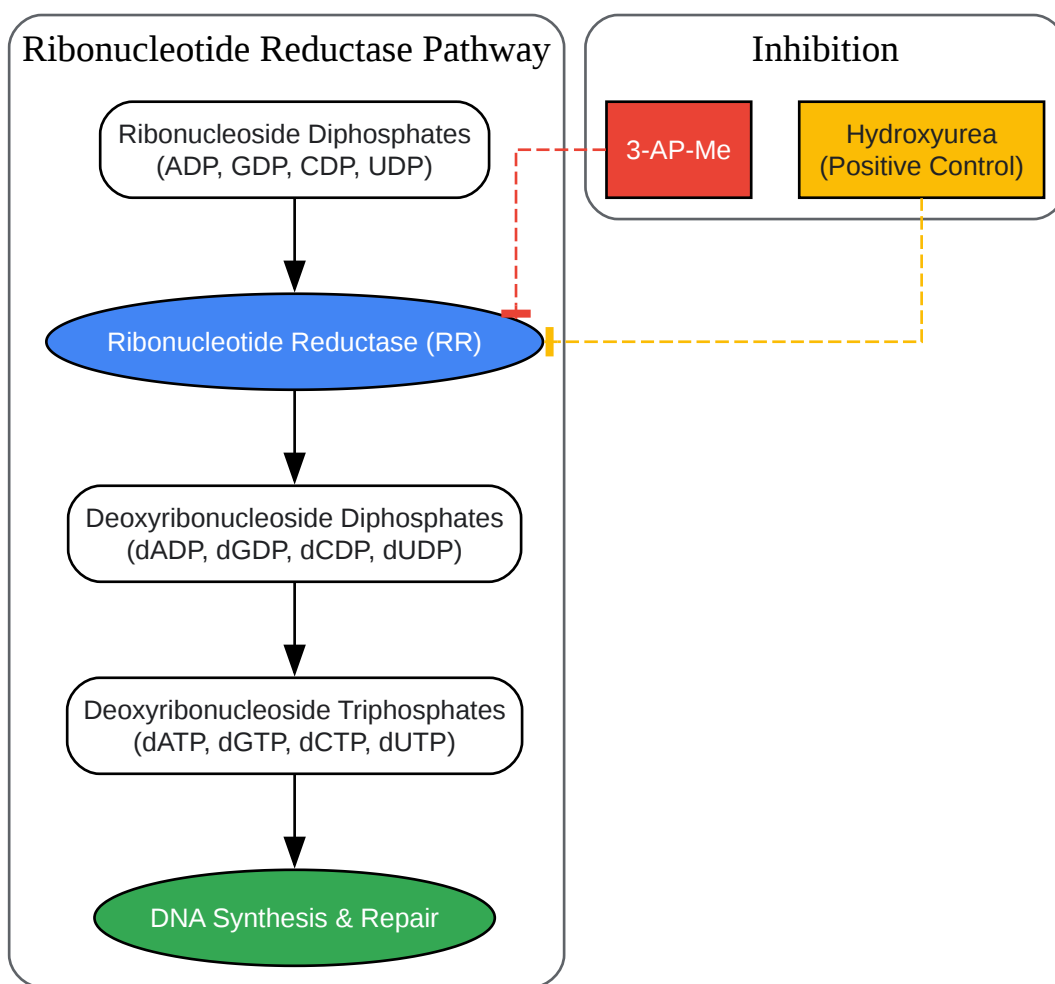 Ribonucleotide Reductase Pathway
Ribonucleoside Diphosphates
(ADP, GDP, CDP, UDP)
Ribonucleotide Reductase (RR)
Deoxyribonucleoside Diphosphates
(dADP, dGDP, dCDP, dUDP)
Deoxyribonucleoside Triphosphates
(dATP, dGTP, dCTP, dUTP)
DNA Synthesis & Repair
Inhibition
3-AP-Me
Hydroxyurea
(Positive Control)